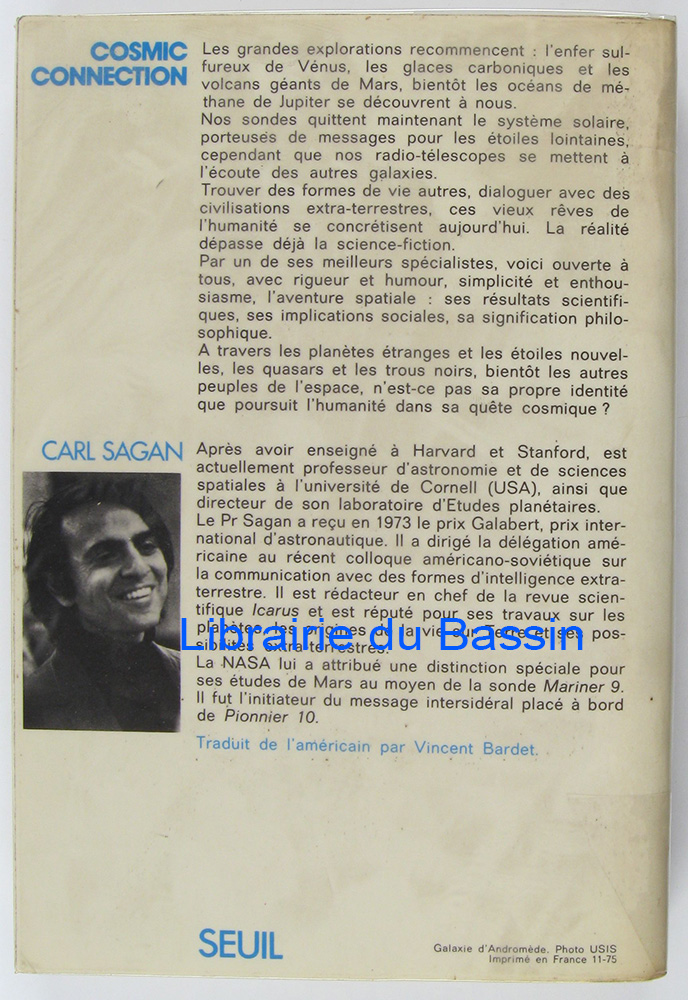 COSMIC
CONNECTION
Les grandes explorations recommencent : l'enfer sul-
fureux de Vénus, les glaces carboniques et les
volcans géants de Mars, bientôt les océans de mé-
thane de Jupiter se découvrent à nous.
Nos sondes quittent maintenant le système solaire,
porteuses de messages pour les étoiles lointaines,
cependant que nos radio-télescopes se mettent à
l'écoute des autres galaxies.
Trouver des formes de vie autres, dialoguer avec des
civilisations extra-terrestres, ces vieux rêves de
l'humanité se concrétisent aujourd'hui. La réalité
dépasse déjà la science-fiction.
Par un de ses meilleurs spécialistes, voici ouverte à
tous, avec rigueur et humour, simplicité et enthou-
siasme, l'aventure spatiale : ses résultats scientifi-
ques, ses implications sociales, sa signification philo-
sophique.
A travers les planètes étranges et les étoiles nouvel-
les, les quasars et les trous noirs, bientôt les autres
peuples de l'espace, n'est-ce pas sa propre identité
que poursuit l'humanité dans sa quête cosmique ?
CARL SAGAN
Après avoir enseigné à Harvard et Stanford, est
actuellement professeur d'astronomie et de sciences
spatiales à l'université de Cornell (USA), ainsi que
directeur de son laboratoire d'Etudes planétaires.
Le Pr Sagan a reçu en 1973 le prix Galabert, prix inter-
national d'astronautique. Il a dirigé la délégation amé-
ricaine au récent colloque américano-soviétique sur
la communication avec des formes d'intelligence extra-
terrestre. Il est rédacteur en chef de la revue scien-
tifique Icarus et est réputé pour ses travaux sur les
planètes, les origines de la vie sur Terre et ses pos-
sibilités extra-terrestres.
Librairie du Bassin
La NASA lui a attribué une distinction spéciale pour
ses études de Mars au moyen de la sonde Mariner 9.
Il fut l'initiateur du message intersidéral placé à bord
de Pionnier 10.
Traduit de l'américain par Vincent Bardet.
SEUIL
Galaxie d'Andromède, Photo USIS
Imprimé en France 11-75